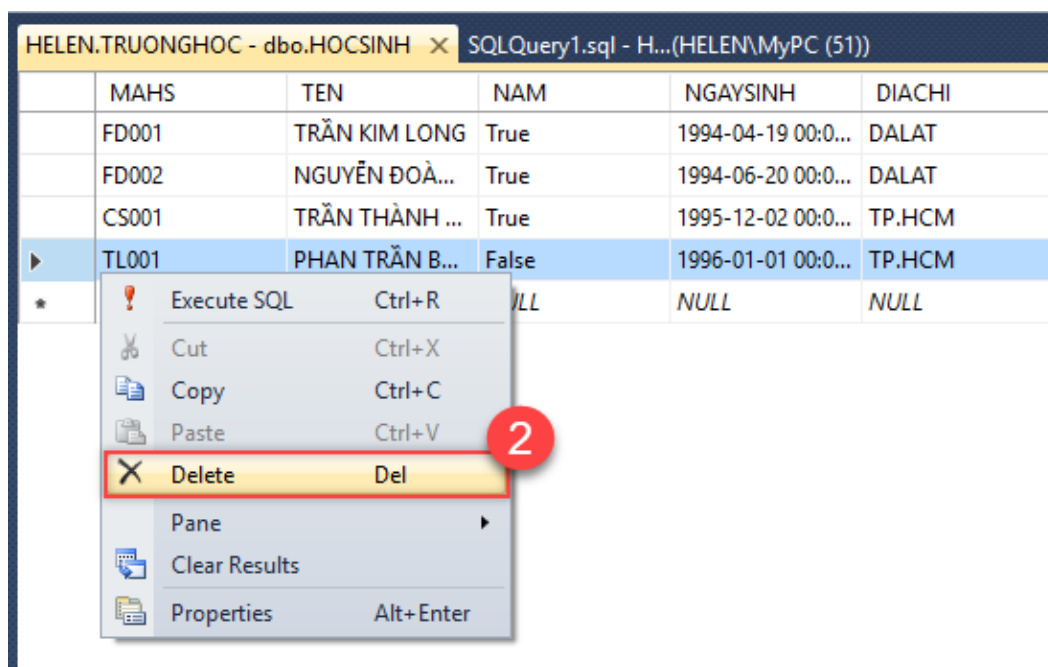 HELEN.TRUONGHOC - dbo.HOCSINH × SQLQuery1.sql - H...(HELEN\MyPC (51))
MAHS TEN NAM NGAYSINH DIACHI
FD001 TRẦN KIM LONG True 1994-04-19 00:0... DALAT
FD002 NGUYỄN ĐOÀ... True 1994-06-20 00:0... DALAT
CS001 TRẦN THÀNH ... True 1995-12-02 00:0... TP.HCM
TL001 PHAN TRẦN B... False 1996-01-01 00:0... TP.HCM
NULL NULL
Execute SQL Ctrl+R
Cut Ctrl+X
Copy Ctrl+C
Paste Ctrl+V
2
Delete Del
Pane
Clear Results
Properties Alt+Enter